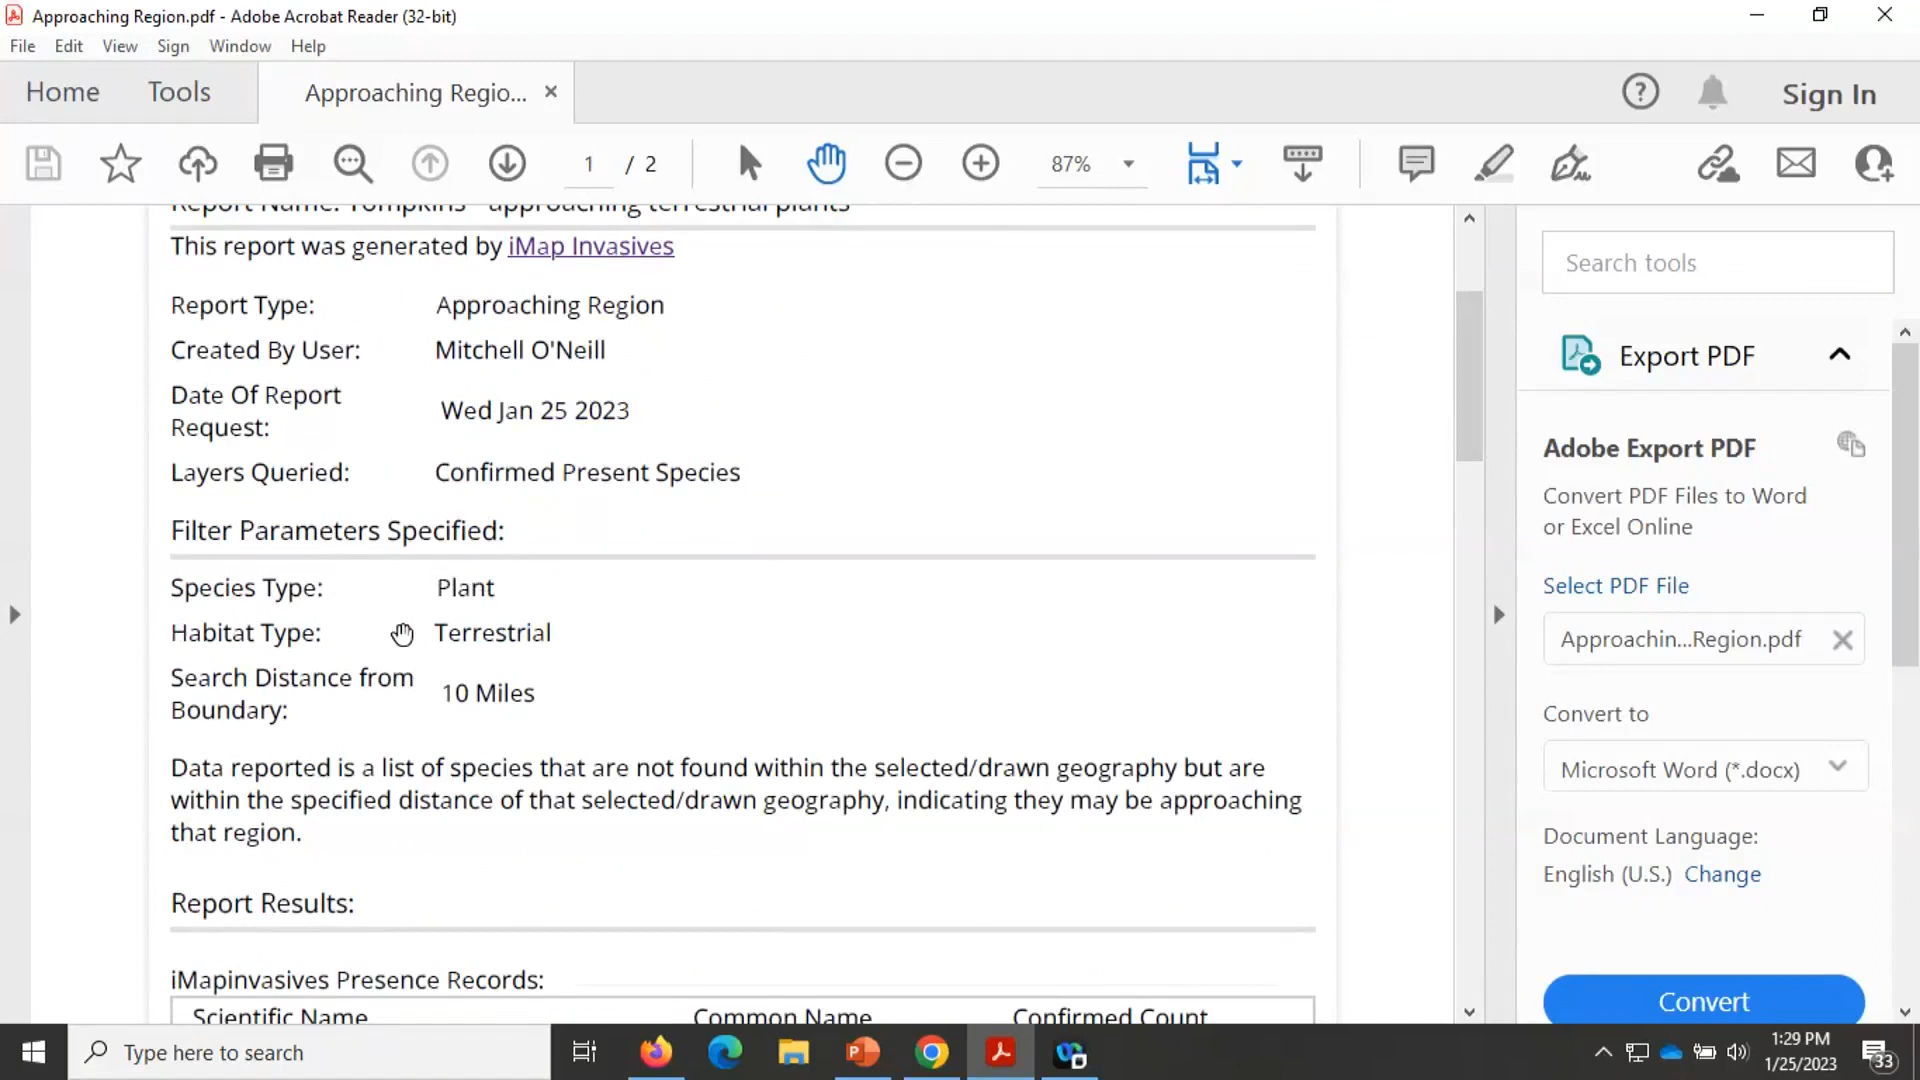 Approaching Region.pdf - Adobe Acrobat Reader (32-bit)
File Edit View Sign Window Help
Home Tools Approaching Regio... Sign In
1 / 2 87%
Report Name: Tompkins - approaching terrestrial plants
This report was generated by iMap Invasives
Report Type: Approaching Region
Created By User: Mitchell O'Neill
Date Of Report
Request: Wed Jan 25 2023
Layers Queried: Confirmed Present Species
Filter Parameters Specified:
Species Type: Plant
Habitat Type: Terrestrial
Search Distance from
Boundary: 10 Miles
Data reported is a list of species that are not found within the selected/drawn geography but are
within the specified distance of that selected/drawn geography, indicating they may be approaching
that region.
Report Results:
iMapinvasives Presence Records:
Scientific Name Common Name Confirmed Count
Search tools
Export PDF
Adobe Export PDF
Convert PDF Files to Word
or Excel Online
Select PDF File
Approachin...Region.pdf
Convert to
Microsoft Word (*.docx)
Document Language:
English (U.S.) Change
Convert
Type here to search
1:29 PM
1/25/2023
33